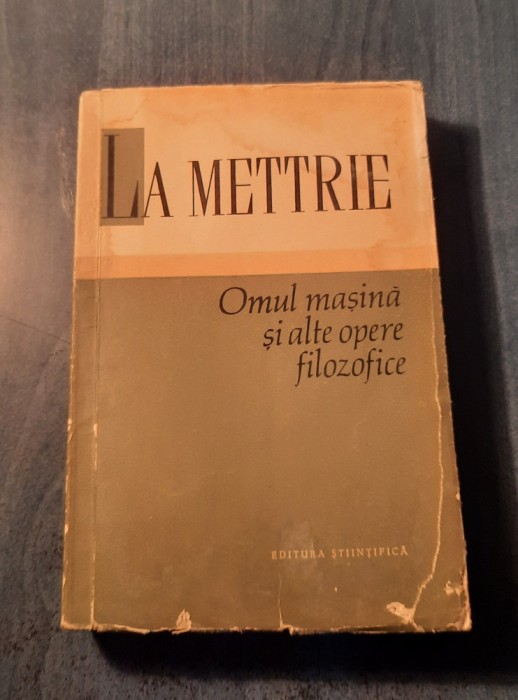 LA METTRIE
Omul mașină
și alte opere
filozofice
EDITURA ȘTIINȚIFICĂ